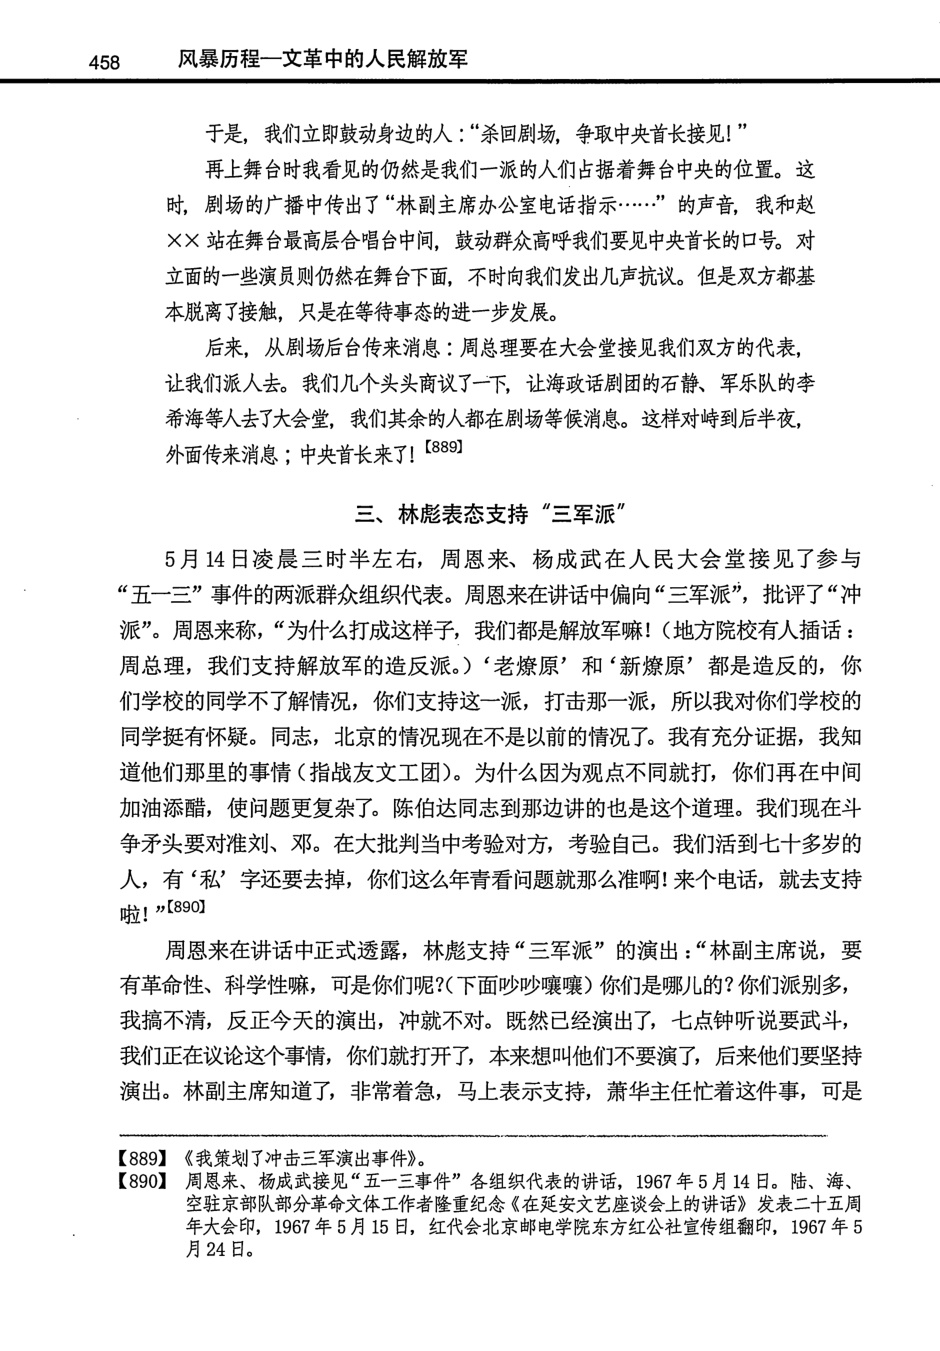 458 风暴历程—文革中的人民解放军
于是，我们立即鼓动身边的人：“杀回剧场，争取中央首长接见！”
再上舞台时我看见的仍然是我们一派的人们占据着舞台中央的位置。这
时，剧场的广播中传出了“林副主席办公室电话指示……”的声音，我和赵
×× 站在舞台最高层合唱台中间，鼓动群众高呼我们要见中央首长的口号。对
立面的一些演员则仍然在舞台下面，不时向我们发出几声抗议。但是双方都基
本脱离了接触，只是在等待事态的进一步发展。
后来，从剧场后台传来消息：周总理要在大会堂接见我们双方的代表，
让我们派人去。我们几个头头商议了一下，让海政话剧团的石静、军乐队的李
希海等人去了大会堂，我们其余的人都在剧场等候消息。这样对峙到后半夜，
外面传来消息；中央首长来了！【889】
三、林彪表态支持“三军派”
5月14日凌晨三时半左右，周恩来、杨成武在人民大会堂接见了参与
“五一三”事件的两派群众组织代表。周恩来在讲话中偏向“三军派”，批评了“冲
派”。周恩来称，“为什么打成这样子，我们都是解放军嘛！（地方院校有人插话：
周总理，我们支持解放军的造反派。）‘老燎原’和‘新燎原’都是造反的，你
们学校的同学不了解情况，你们支持这一派，打击那一派，所以我对你们学校的
同学挺有怀疑。同志，北京的情况现在不是以前的情况了。我有充分证据，我知
道他们那里的事情（指战友文工团）。为什么因为观点不同就打，你们再在中间
加油添醋，使问题更复杂了。陈伯达同志到那边讲的也是这个道理。我们现在斗
争矛头要对准刘、邓。在大批判当中考验对方，考验自己。我们活到七十多岁的
人，有‘私’字还要去掉，你们这么年青看问题就那么准啊！来个电话，就去支持
啦！”【890】
周恩来在讲话中正式透露，林彪支持“三军派”的演出：“林副主席说，要
有革命性、科学性嘛，可是你们呢？（下面吵吵嚷嚷）你们是哪儿的？你们派别多，
我搞不清，反正今天的演出，冲就不对。既然已经演出了，七点钟听说要武斗，
我们正在议论这个事情，你们就打开了，本来想叫他们不要演了，后来他们要坚持
演出。林副主席知道了，非常着急，马上表示支持，萧华主任忙着这件事，可是
【889】《我策划了冲击三军演出事件》。
【890】 周恩来、杨成武接见“五一三事件”各组织代表的讲话，1967年5月14日。陆、海、
空驻京部队部分革命文体工作者隆重纪念《在延安文艺座谈会上的讲话》发表二十五周
年大会印，1967年5月15日，红代会北京邮电学院东方红公社宣传组翻印，1967年5
月24日。